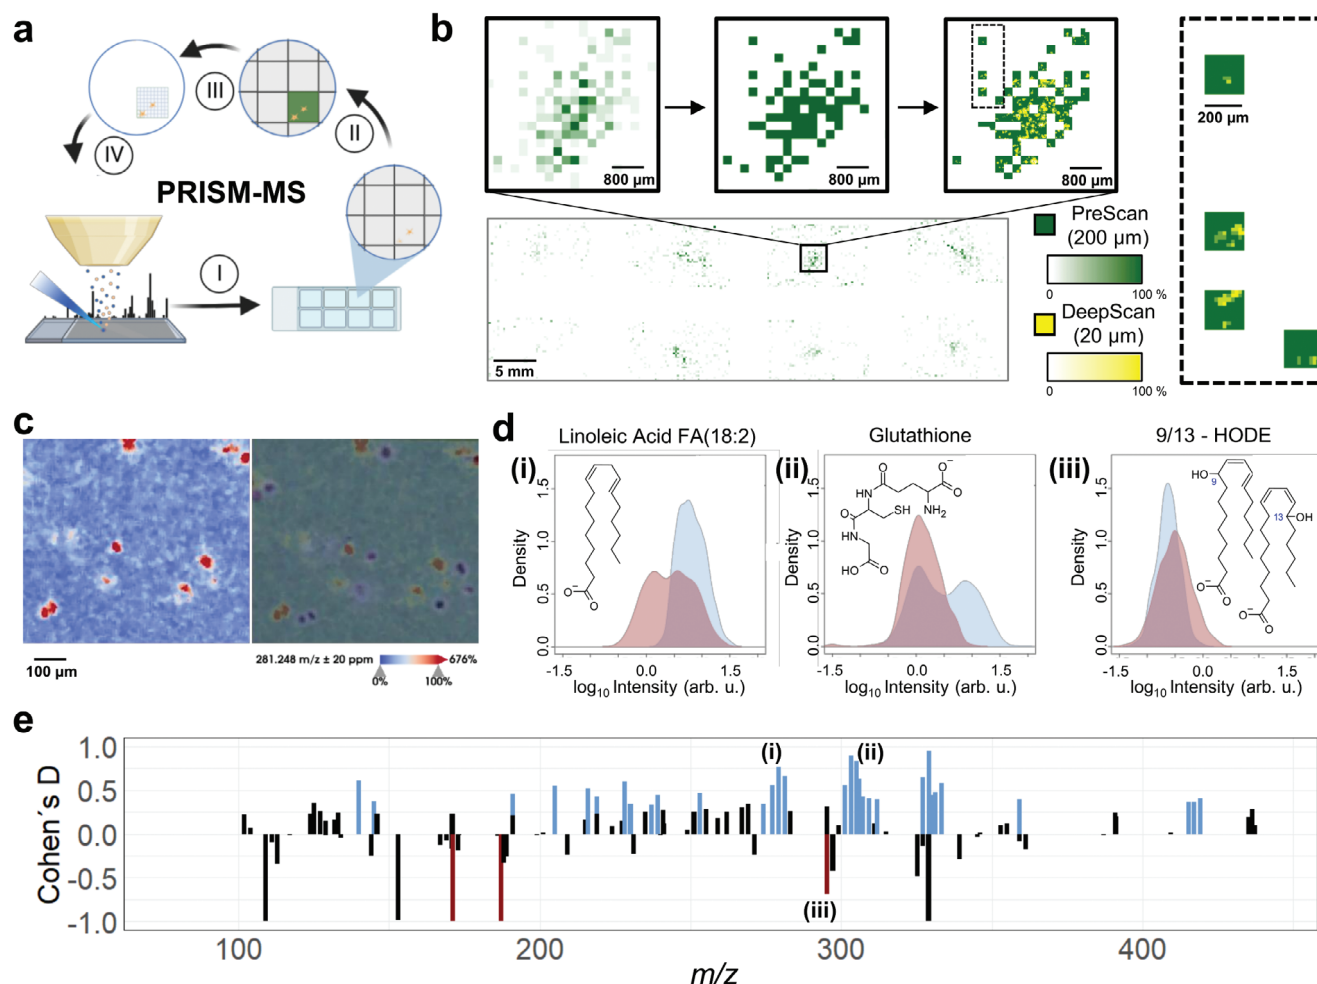 a
III
II
IV
PRISM-MS
I
b
800 µm
800 µm
800 µm
5 mm
PreScan
(200 µm)
0
100 %
DeepScan
(20 µm)
0
100 %
200 µm
c
100 µm
281.248 m/z ± 20 ppm
676%
0%
100%
d
Linoleic Acid FA(18:2)
Glutathione
9/13 - HODE
(i)
1.5
1.0
0.5
0.0
Density
O⁻
O
-1.5
0.0
1.5
log₁₀ Intensity (arb. u.)
(ii)
1.5
1.0
0.5
0.0
Density
O
O⁻
O
HN
NH₂
SH
O
HN
HO
O
-1.5
0.0
1.5
log₁₀ Intensity (arb. u.)
(iii)
1.5
1.0
0.5
0.0
Density
HO
9
13
OH
O⁻
O
O⁻
O
-1.5
0.0
1.5
log₁₀ Intensity (arb. u.)
e
1.0
0.5
0.0
-0.5
-1.0
Cohen´s D
(i)
(ii)
(iii)
100
200
300
400
m/z